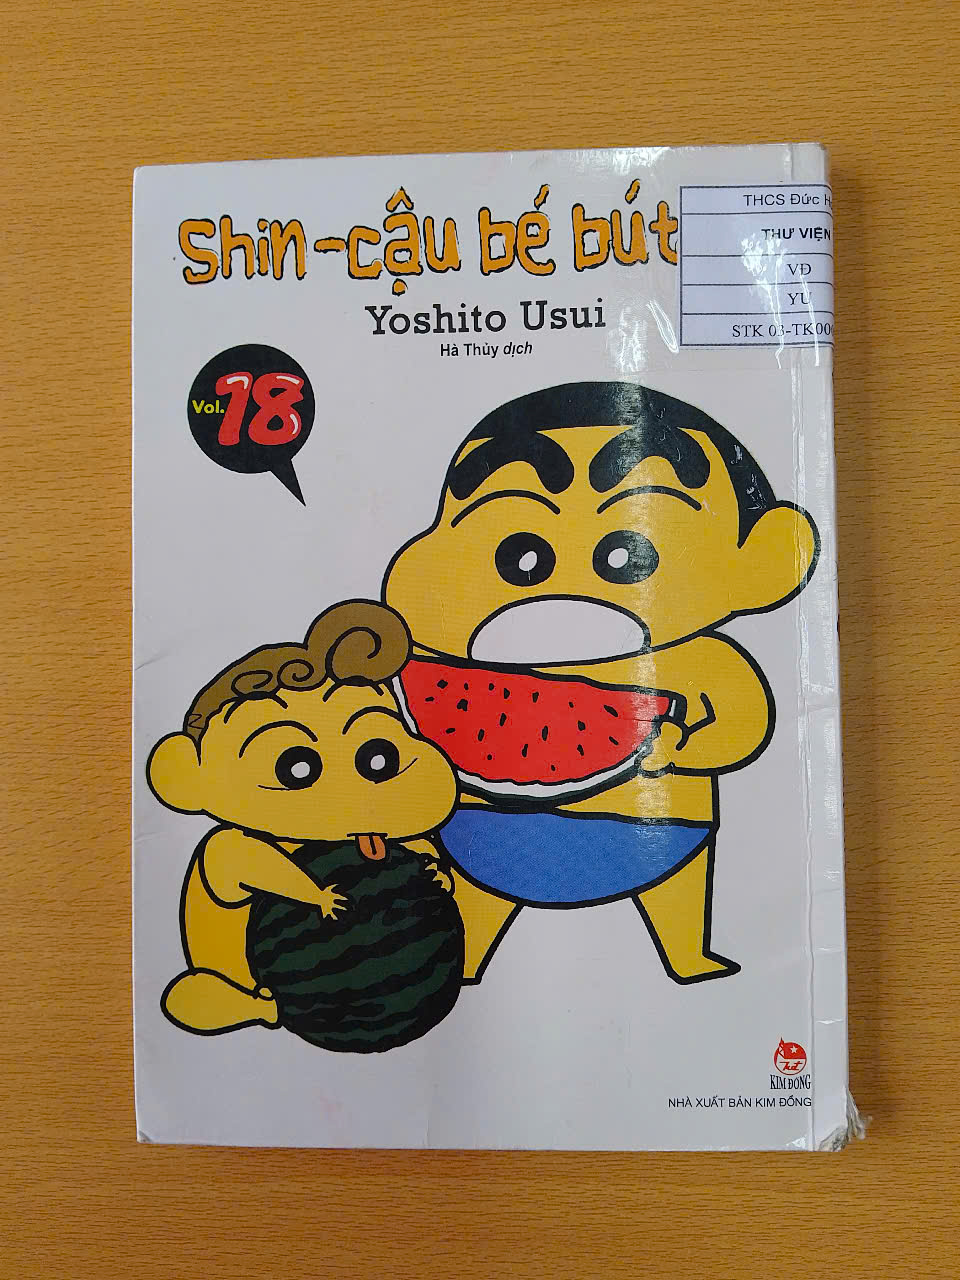 Shin-cậu bé bút
Yoshito Usui
Hà Thủy dịch
Vol. 18
THCS Đức
THƯ VIỆN
VĐ
YU
STK 03-TK00
KIM ĐỒNG
NHÀ XUẤT BẢN KIM ĐỒNG